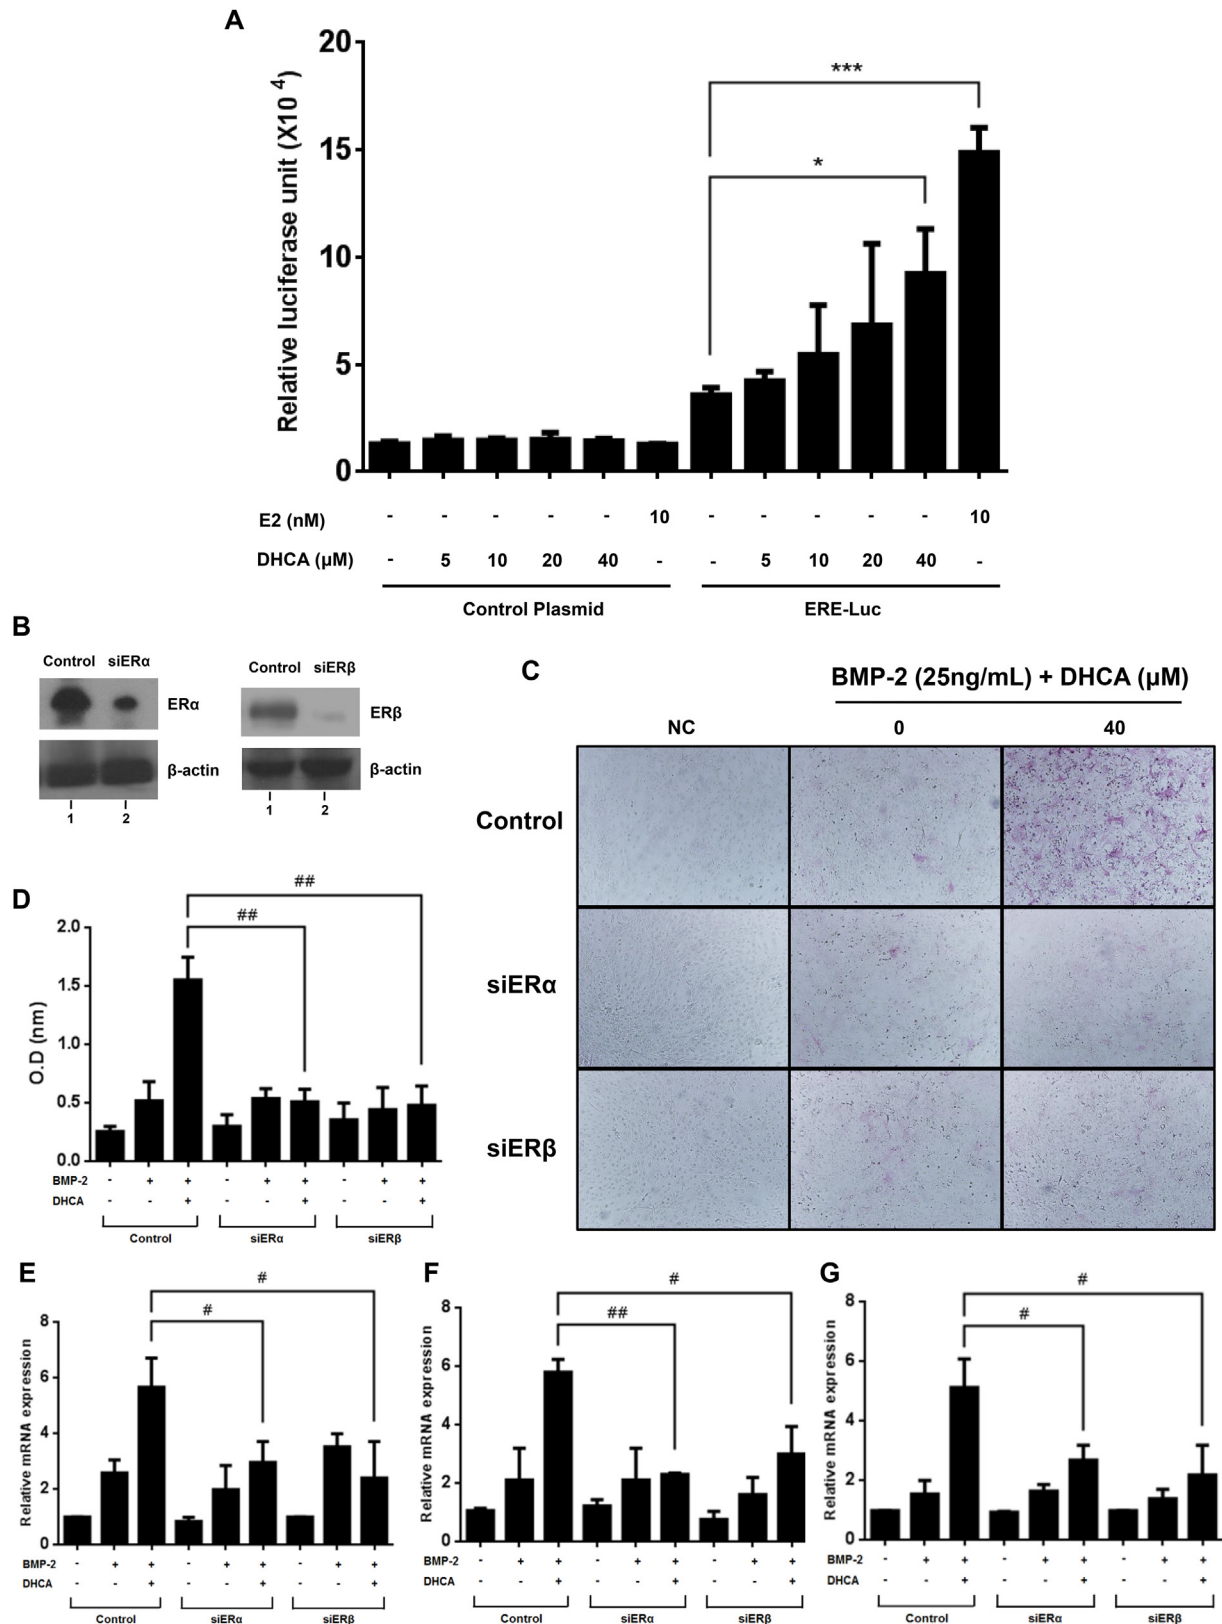 A
Relative luciferase unit (X10 4)
20
15
10
5
0
***
*
E2 (nM) - - - - - 10 - - - - - 10
DHCA (µM) - 5 10 20 40 - - 5 10 20 40 -
Control Plasmid ERE-Luc
B
Control siERα
ERα
β-actin
1 2
Control siERβ
ERβ
β-actin
1 2
C
BMP-2 (25ng/mL) + DHCA (µM)
NC 0 40
Control
siERα
siERβ
D
O.D (nm)
2.0
1.5
1.0
0.5
0.0
##
##
BMP-2 - + + - + + - + +
DHCA - - + - - + - - +
Control siERα siERβ
E
Relative mRNA expression
8
6
4
2
0
#
#
BMP-2 - + + - + + - + +
DHCA - - + - - + - - +
Control siERα siERβ
F
Relative mRNA expression
8
6
4
2
0
#
##
BMP-2 - + + - + + - + +
DHCA - - + - - + - - +
Control siERα siERβ
G
Relative mRNA expression
8
6
4
2
0
#
#
BMP-2 - + + - + + - + +
DHCA - - + - - + - - +
Control siERα siERβ